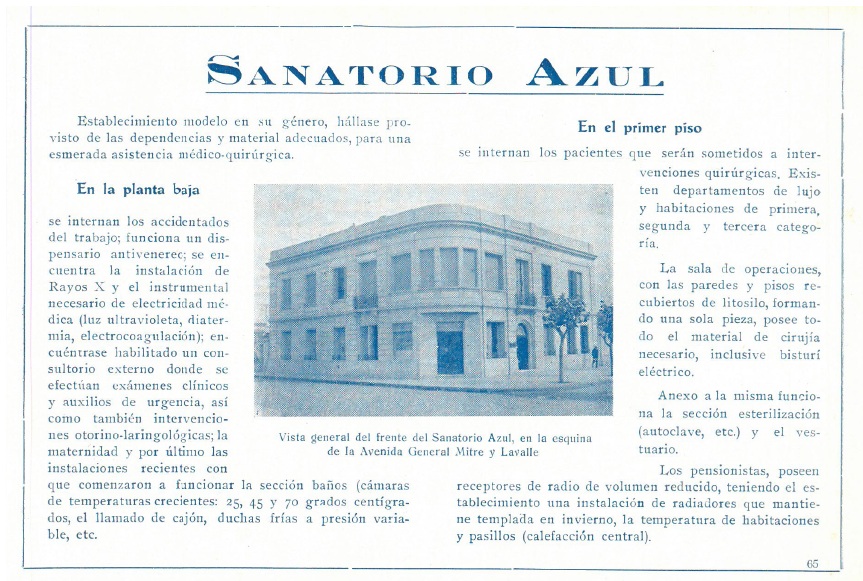 SANATORIO AZUL
Establecimiento modelo en su género, hállase pro-
visto de las dependencias y material adecuados, para una
esmerada asistencia médico-quirúrgica.
En la planta baja
se internan los accidentados
del trabajo; funciona un dis-
pensario antivenerec; se en-
cuentra la instalación de
Rayos X y el instrumental
necesario de electricidad mé-
dica (luz ultravioleta, diater-
mia, electrocoagulación); en-
cuéntrase habilitado un con-
sultorio externo donde se
efectúan exámenes clínicos
y auxilios de urgencia, así
como también intervencio-
nes otorino-laringológicas; la
maternidad y por último las
instalaciones recientes con
que comenzaron a funcionar la sección baños (cámaras
de temperaturas crecientes: 25, 45 y 70 grados centígra-
dos, el llamado de cajón, duchas frías a presión varia-
ble, etc.
Vista general del frente del Sanatorio Azul, en la esquina
de la Avenida General Mitre y Lavalle
En el primer piso
se internan los pacientes que serán sometidos a inter-
venciones quirúrgicas. Exis-
ten departamentos de lujo
y habitaciones de primera,
segunda y tercera catego-
ría.
La sala de operaciones,
con las paredes y pisos re-
cubiertos de litosilo, forman-
do una sola pieza, posee to-
do el material de cirujía
necesario, inclusive bisturí
eléctrico.
Anexo a la misma funcio-
na la sección esterilización
(autoclave, etc.) y el ves-
tuario.
Los pensionistas, poseen
receptores de radio de volumen reducido, teniendo el es-
tablecimiento una instalación de radiadores que mantie-
ne templada en invierno, la temperatura de habitaciones
y pasillos (calefacción central).
65